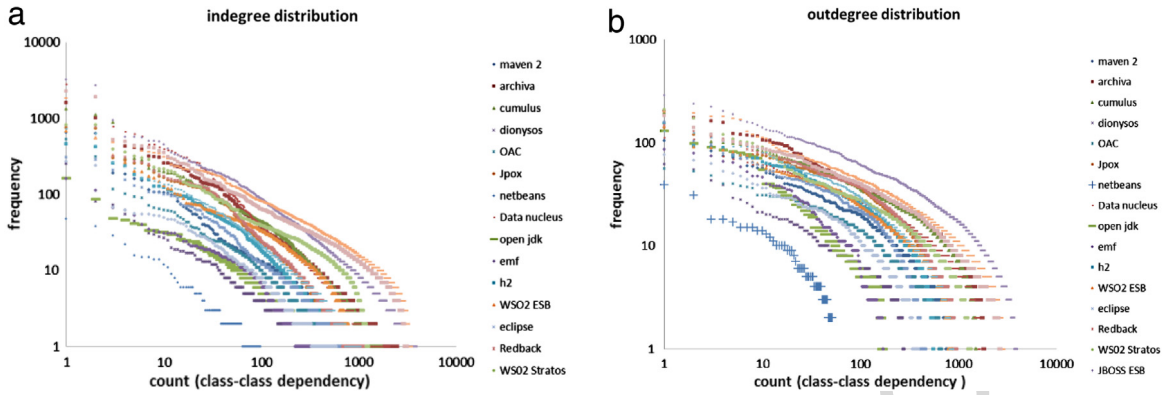 a
indegree distribution
10000
1000
100
10
1
frequency
1
10
100
1000
10000
count (class-class dependency)
maven 2
archiva
cumulus
dionysos
OAC
Jpox
netbeans
Data nucleus
open jdk
emf
h2
WSO2 ESB
eclipse
Redback
WS02 Stratos
b
outdegree distribution
1000
100
10
1
frequency
1
10
100
1000
10000
count (class-class dependency )
maven 2
archiva
cumulus
dionysos
OAC
Jpox
netbeans
Data nucleus
open jdk
emf
h2
WSO2 ESB
eclipse
Redback
WS02 Stratos
JBOSS ESB